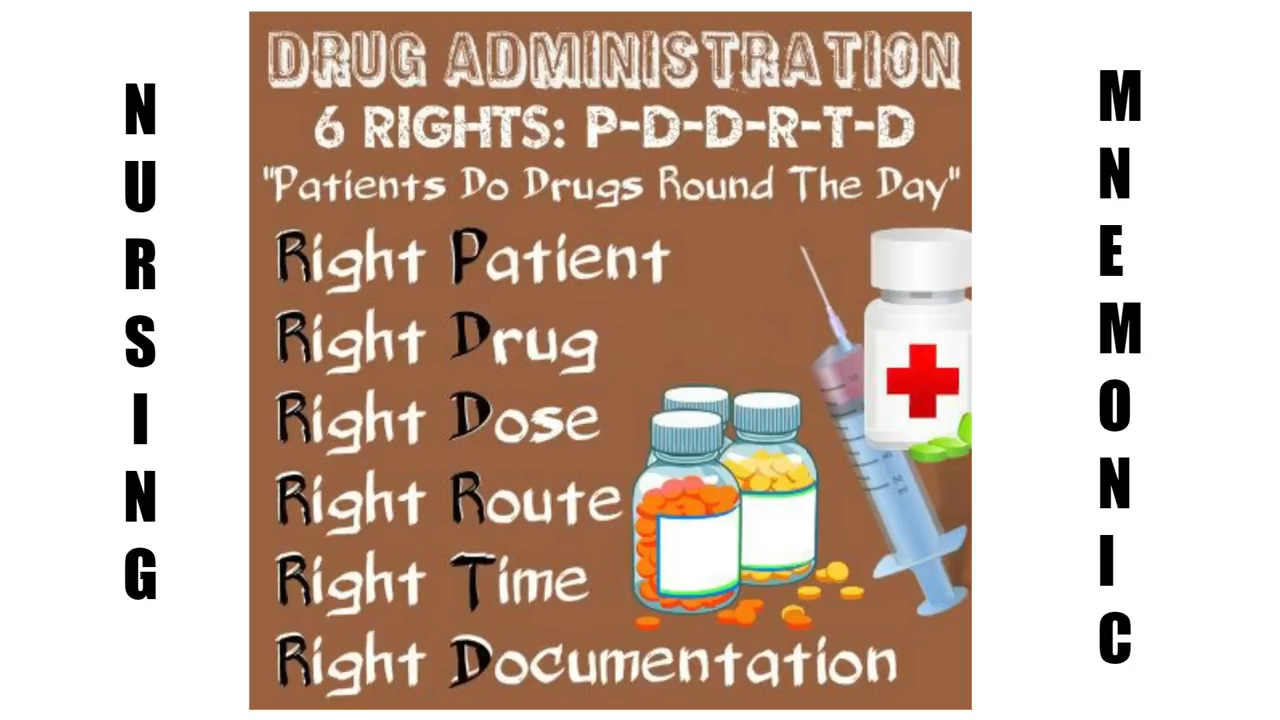 NURSING
DRUG ADMINISTRATION
6 RIGHTS: P-D-D-R-T-D
"Patients Do Drugs Round The Day"
Right Patient
Right Drug
Right Dose
Right Route
Right Time
Right Documentation
MNEMONIC